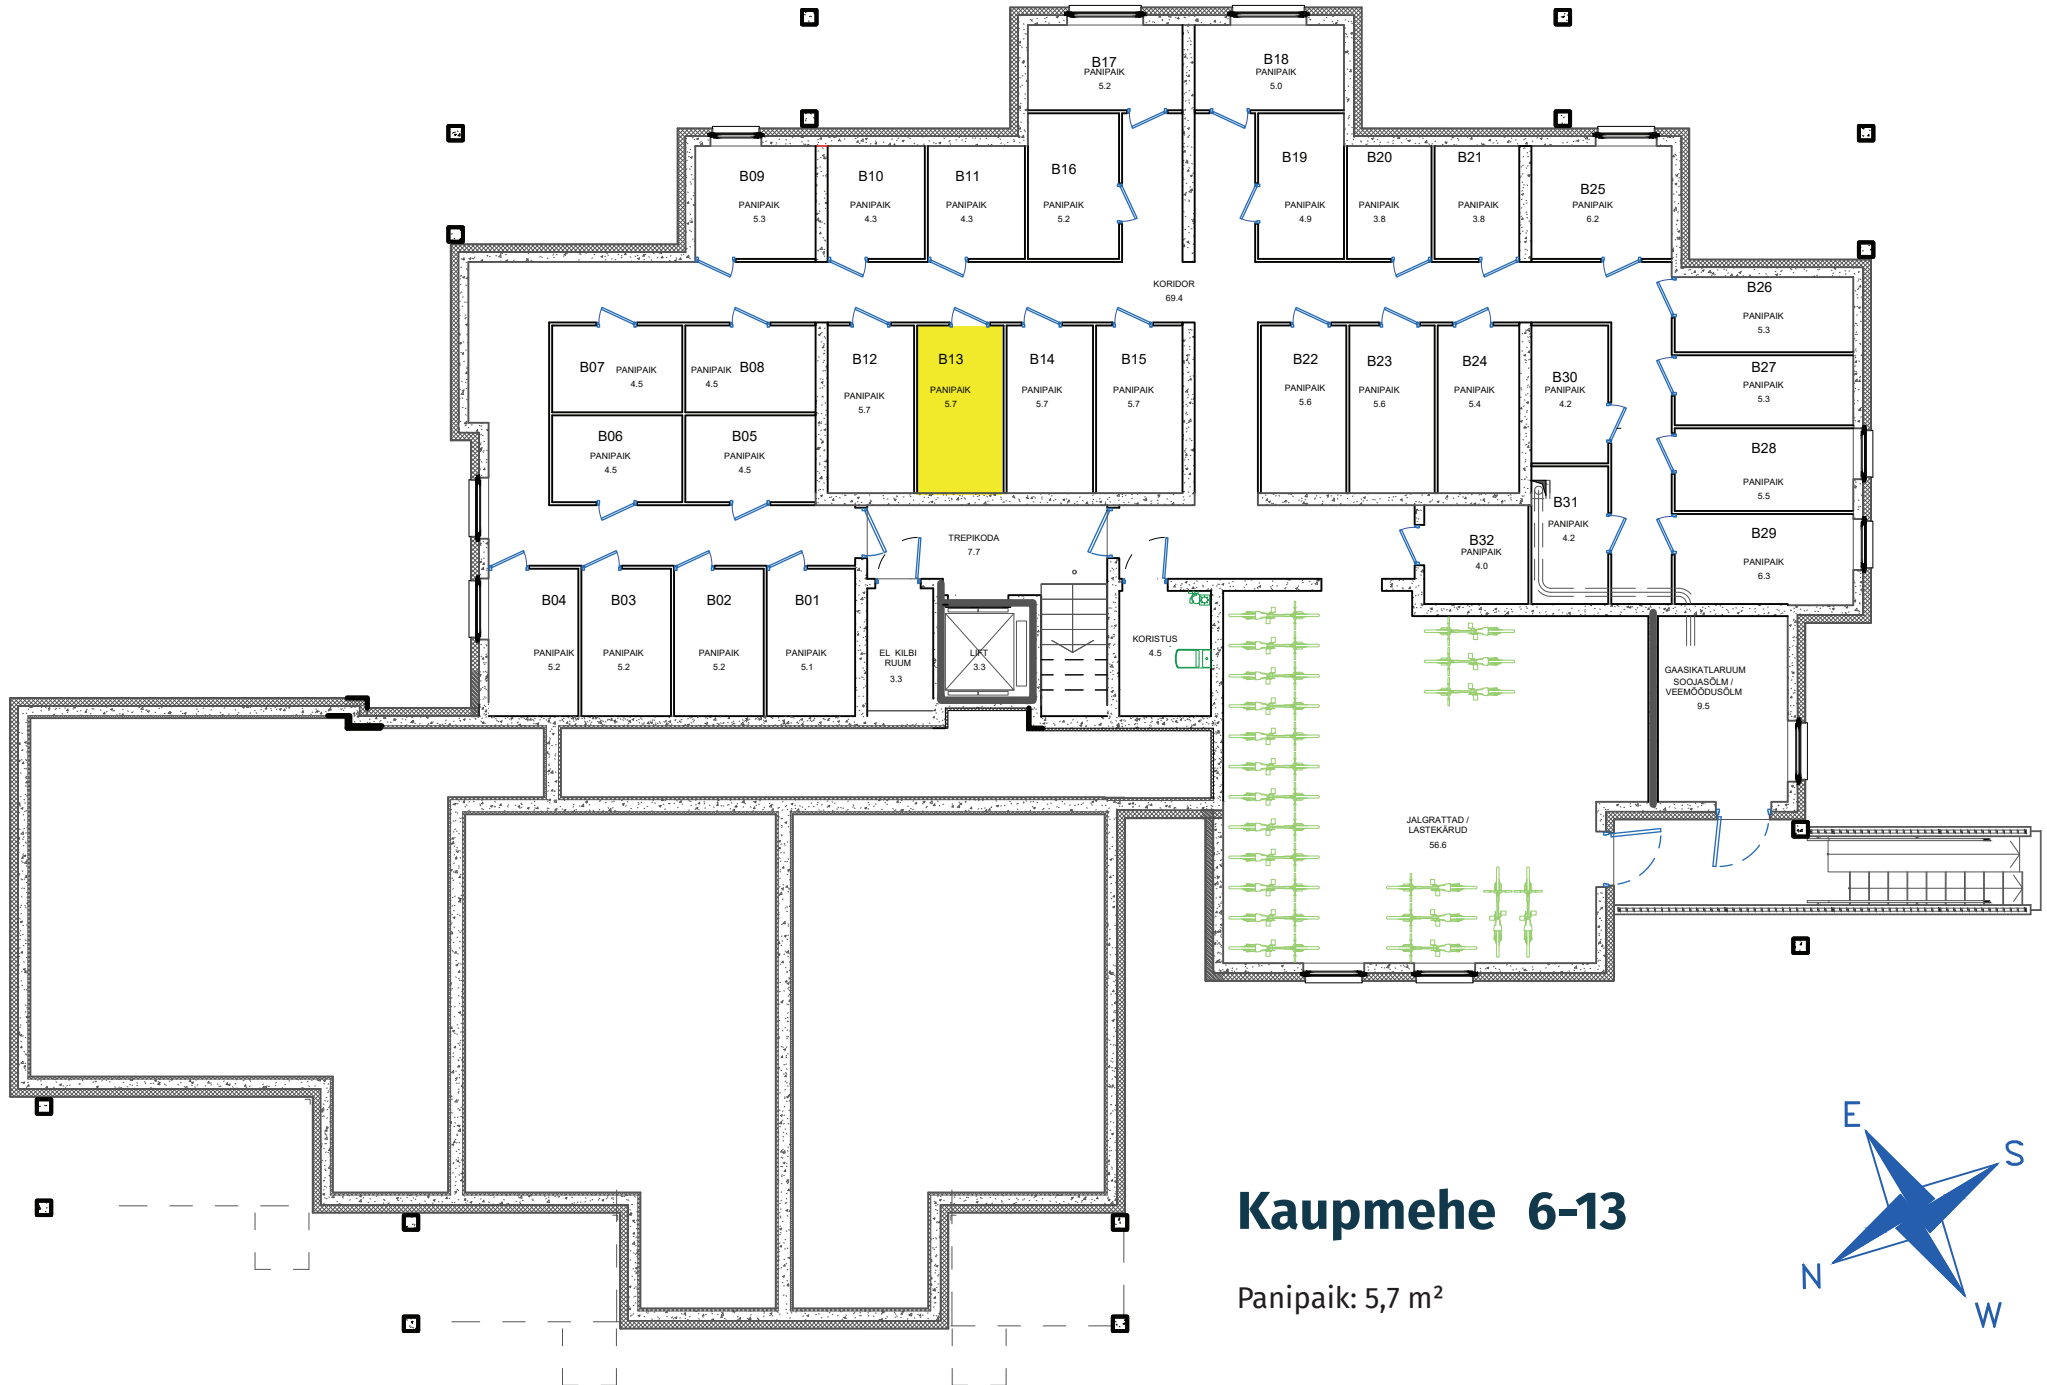 B17
PANIPAIK
5.2
B18
PANIPAIK
5.0
B09
PANIPAIK
5.3
B10
PANIPAIK
4.3
B11
PANIPAIK
4.3
B16
PANIPAIK
5.2
B19
PANIPAIK
4.9
B20
PANIPAIK
3.8
B21
PANIPAIK
3.8
B25
PANIPAIK
6.2
KORIDOR
69.4
B26
PANIPAIK
5.3
B07
PANIPAIK
4.5
PANIPAIK
4.5
B08
B12
PANIPAIK
5.7
B13
PANIPAIK
5.7
B14
PANIPAIK
5.7
B15
PANIPAIK
5.7
B22
PANIPAIK
5.6
B23
PANIPAIK
5.6
B24
PANIPAIK
5.4
B30
PANIPAIK
4.2
B27
PANIPAIK
5.3
B06
PANIPAIK
4.5
B05
PANIPAIK
4.5
B28
PANIPAIK
5.5
B31
PANIPAIK
4.2
B29
PANIPAIK
6.3
TREPIKODA
7.7
B32
PANIPAIK
4.0
B04
PANIPAIK
5.2
B03
PANIPAIK
5.2
B02
PANIPAIK
5.2
B01
PANIPAIK
5.1
EL KILBI
RUUM
3.3
LIFT
3.3
KORISTUS
4.5
GAASIKATLARUUM
SOOJASÕLM /
VEEMÕÕDUSÕLM
9.5
JALGRATTAD /
LASTEKÄRUD
56.6
Kaupmehe 6-13
Panipaik: 5,7 m²
E
S
N
W